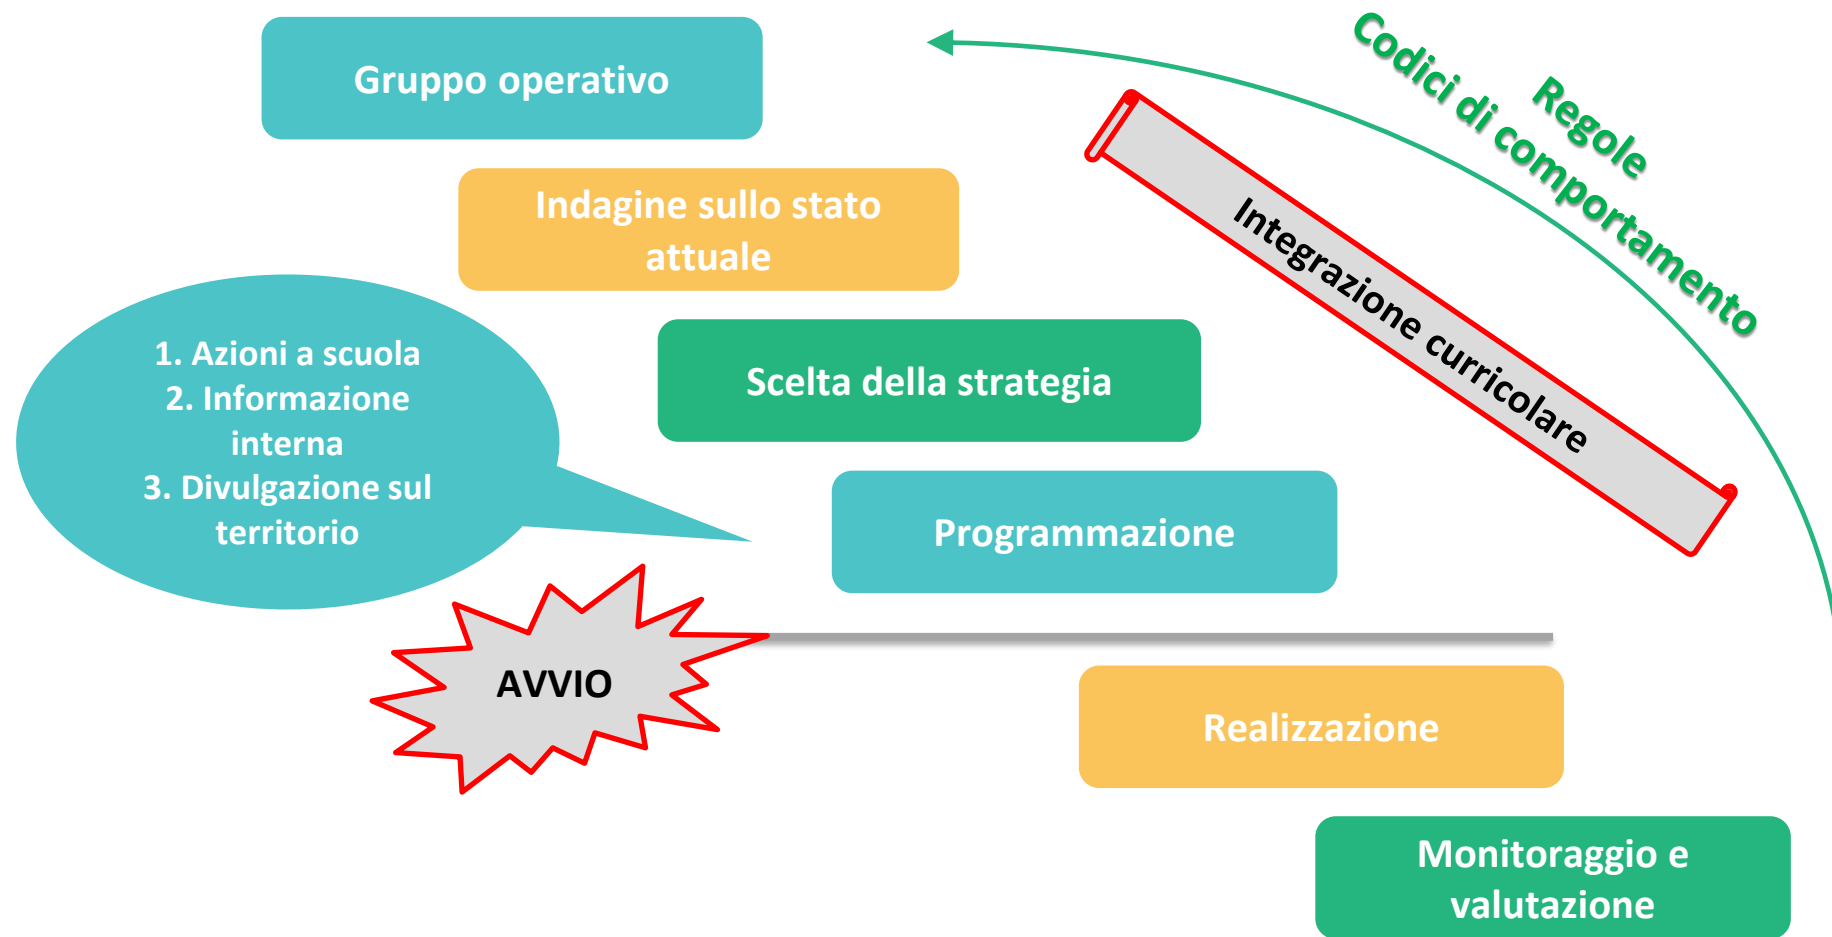 Gruppo operativo
Regole
Codici di comportamento
Indagine sullo stato
attuale
Integrazione curricolare
1. Azioni a scuola
2. Informazione
interna
3. Divulgazione sul
territorio
Scelta della strategia
Programmazione
AVVIO
Realizzazione
Monitoraggio e
valutazione